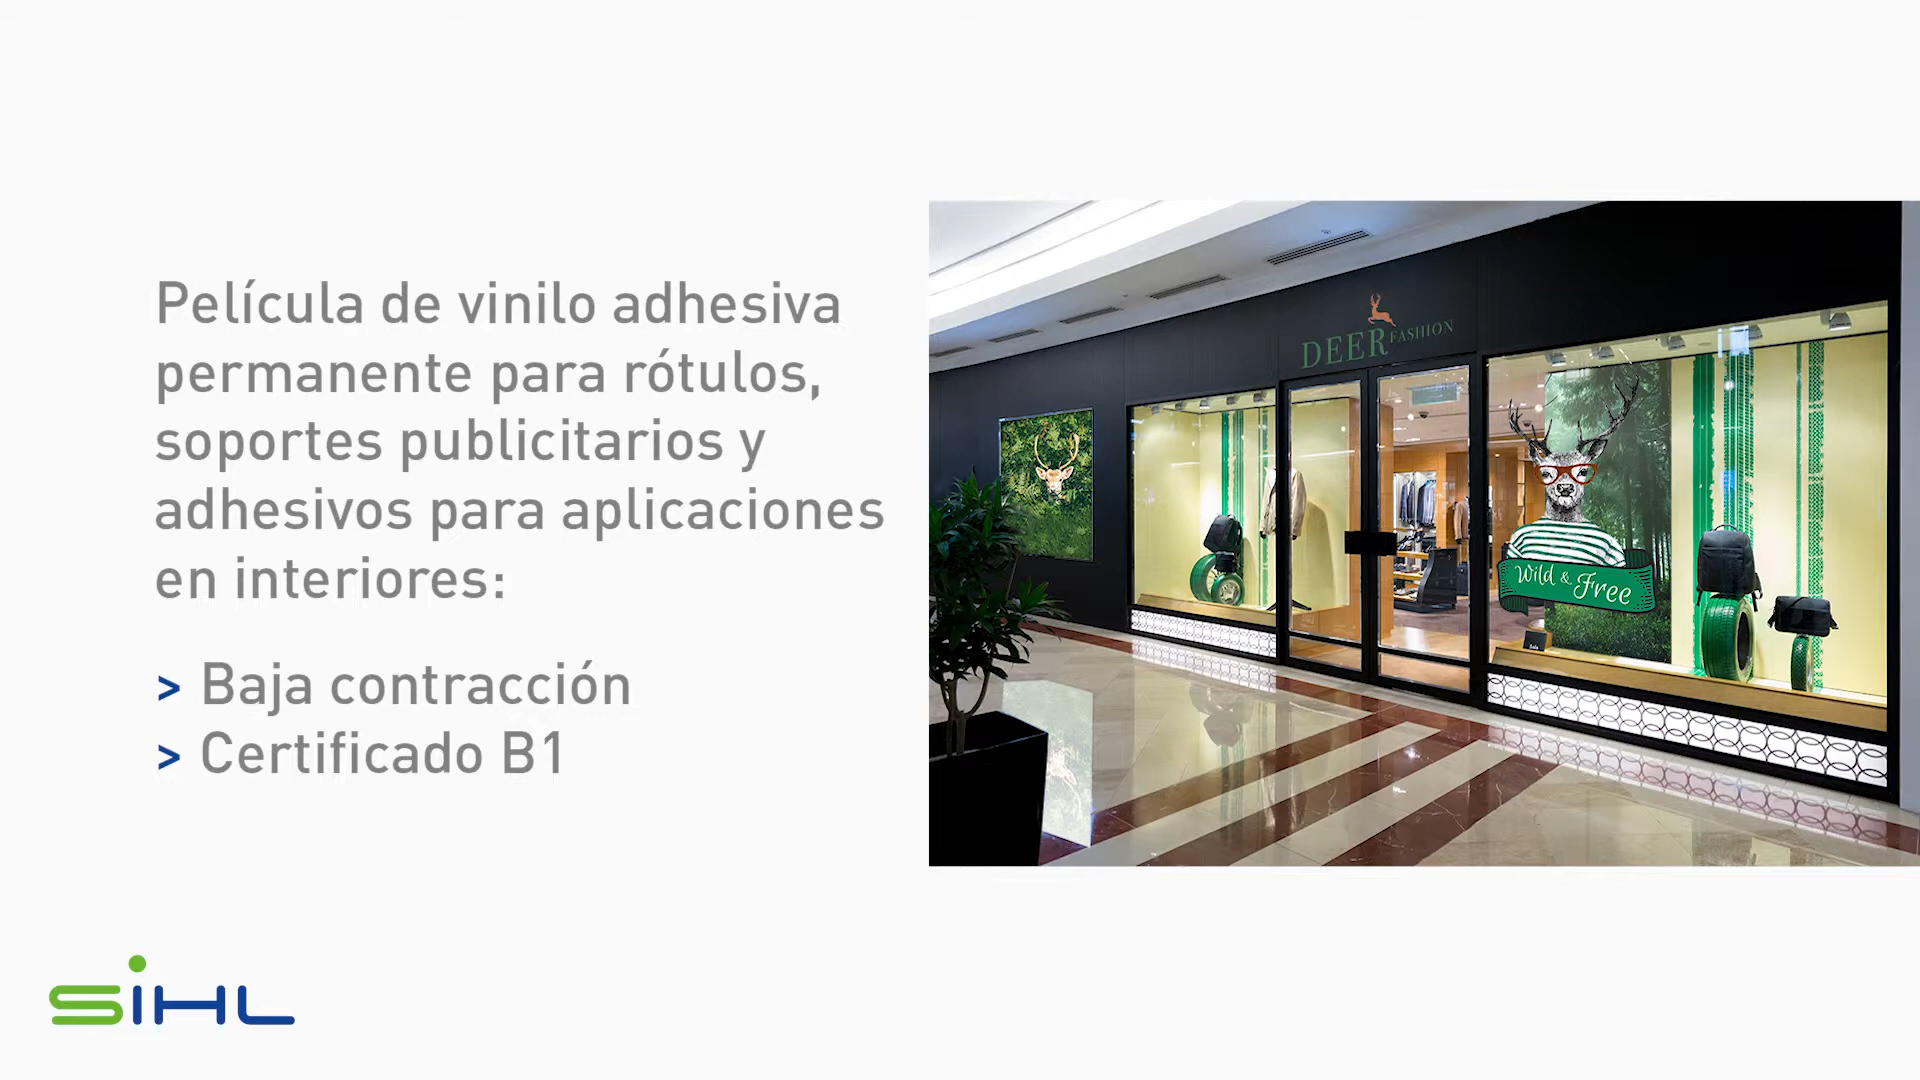 Película de vinilo adhesiva
permanente para rótulos,
soportes publicitarios y
adhesivos para aplicaciones
en interiores:
> Baja contracción
> Certificado B1
DEER FASHION
Wild & Free
SiHL